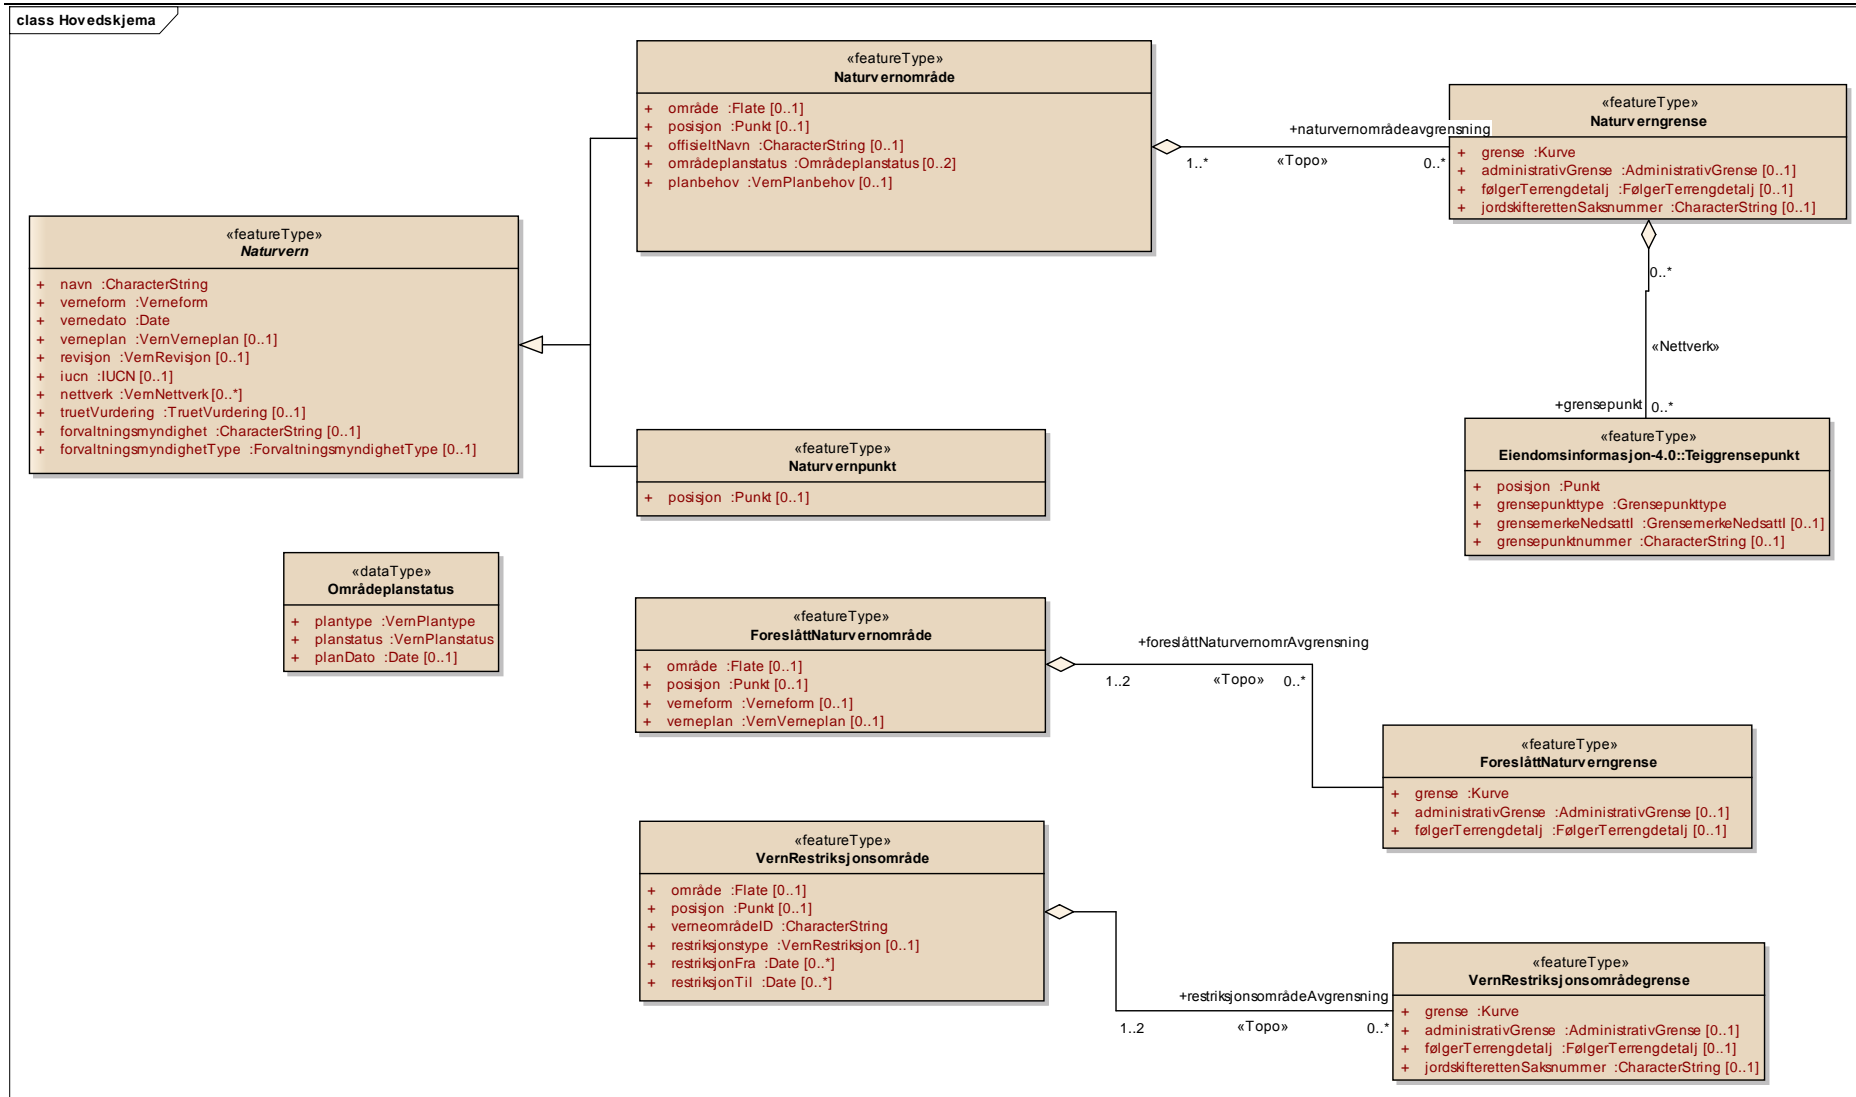 class Hovedskjema
«featureType»
Naturvernområde
+ område :Flate [0..1]
+ posisjon :Punkt [0..1]
+ offisieltNavn :CharacterString [0..1]
+ områdeplanstatus :Områdeplanstatus [0..2]
+ planbehov :VernPlanbehov [0..1]
+naturvernområdeavgrensning
1..*
«Topo»
0..*
«featureType»
Naturverngrense
+ grense :Kurve
+ administrativGrense :AdministrativGrense [0..1]
+ følgerTerrengdetalj :FølgerTerrengdetalj [0..1]
+ jordskifterettenSaksnummer :CharacterString [0..1]
«featureType»
Naturvern
+ navn :CharacterString
+ verneform :Verneform
+ vernedato :Date
+ verneplan :VernVerneplan [0..1]
+ revisjon :VernRevisjon [0..1]
+ iucn :IUCN [0..1]
+ nettverk :VernNettverk [0..*]
+ truetVurdering :TruetVurdering [0..1]
+ forvaltningsmyndighet :CharacterString [0..1]
+ forvaltningsmyndighetType :ForvaltningsmyndighetType [0..1]
0..*
«Nettverk»
+grensepunkt
0..*
«featureType»
Naturvernpunkt
+ posisjon :Punkt [0..1]
«featureType»
Eiendomsinformasjon-4.0::Teiggrensepunkt
+ posisjon :Punkt
+ grensepunkttype :Grensepunkttype
+ grensemerkeNedsattI :GrensemerkeNedsattI [0..1]
+ grensepunktnummer :CharacterString [0..1]
«dataType»
Områdeplanstatus
+ plantype :VernPlantype
+ planstatus :VernPlanstatus
+ planDato :Date [0..1]
«featureType»
ForeslåttNaturvernområde
+ område :Flate [0..1]
+ posisjon :Punkt [0..1]
+ verneform :Verneform [0..1]
+ verneplan :VernVerneplan [0..1]
+foreslåttNaturvernomrAvgrensning
1..2
«Topo»
0..*
«featureType»
ForeslåttNaturverngrense
+ grense :Kurve
+ administrativGrense :AdministrativGrense [0..1]
+ følgerTerrengdetalj :FølgerTerrengdetalj [0..1]
«featureType»
VernRestriksjonsområde
+ område :Flate [0..1]
+ posisjon :Punkt [0..1]
+ verneområdeID :CharacterString
+ restriksjonstype :VernRestriksjon [0..1]
+ restriksjonFra :Date [0..*]
+ restriksjonTil :Date [0..*]
+restriksjonsområdeAvgrensning
1..2
«Topo»
0..*
«featureType»
VernRestriksjonsområdegrense
+ grense :Kurve
+ administrativGrense :AdministrativGrense [0..1]
+ følgerTerrengdetalj :FølgerTerrengdetalj [0..1]
+ jordskifterettenSaksnummer :CharacterString [0..1]